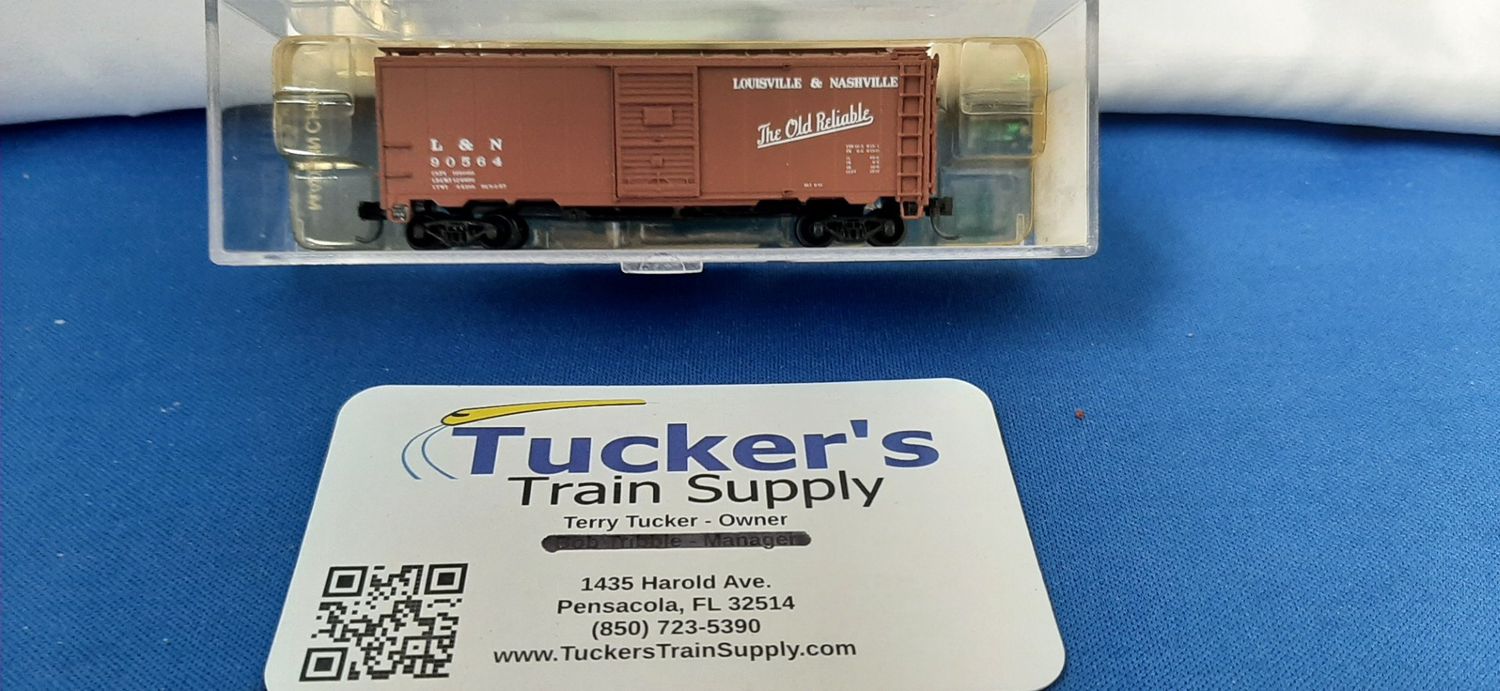 LOUISVILLE & NASHVILLE
The Old Reliable
L & N
90564
Tucker's
Train Supply
Terry Tucker - Owner
1435 Harold Ave.
Pensacola, FL 32514
(850) 723-5390
www.TuckersTrainSupply.com